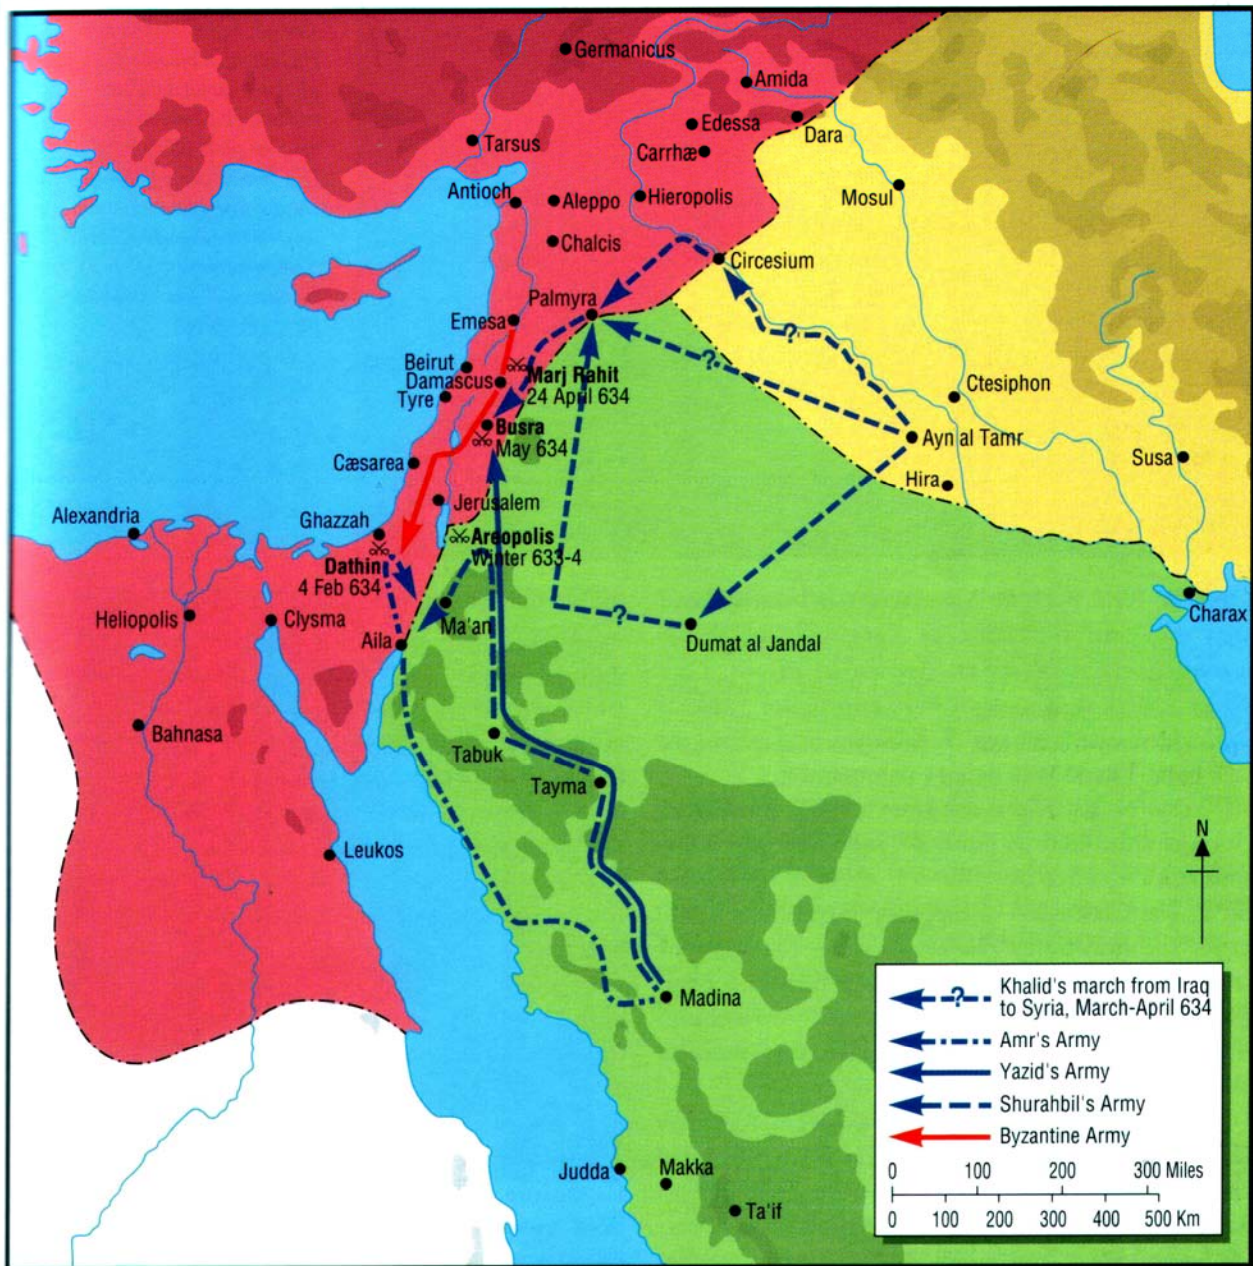 Germanicus
Amida
Edessa
Dara
Tarsus
Carrhæ
Mosul
Antioch
Aleppo
Hieropolis
Chalcis
Circesium
Palmyra
Emesa
?
?
Beirut
Marj Rahit
Damascus
24 April 634
Tyre
Ctesiphon
Busra
May 634
Ayn al Tamr
Cæsarea
Susa
Hira
Jerusalem
Alexandria
Ghazzah
Areopolis
Winter 633-4
Dathin
4 Feb 634
Heliopolis
Clysma
Ma'an
?
Charax
Aila
Dumat al Jandal
Bahnasa
Tabuk
Tayma
N
Leukos
Madina
?
Khalid's march from Iraq
to Syria, March-April 634
Amr's Army
Yazid's Army
Shurahbil's Army
Byzantine Army
Judda
Makka
Ta'if
0 100 200 300 Miles
0 100 200 300 400 500 Km